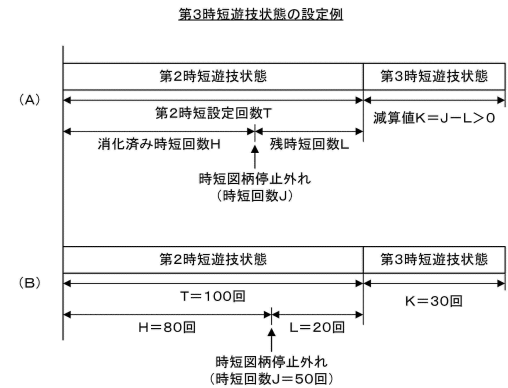 第3時短遊技状態の設定例
第2時短遊技状態
第3時短遊技状態
(A)
第2時短設定回数T
減算値K=J−L>0
消化済み時短回数H
残時短回数L
時短図柄停止外れ
(時短回数J)
第2時短遊技状態
第3時短遊技状態
(B)
T=100回
K=30回
H=80回
L=20回
時短図柄停止外れ
(時短回数J=50回)